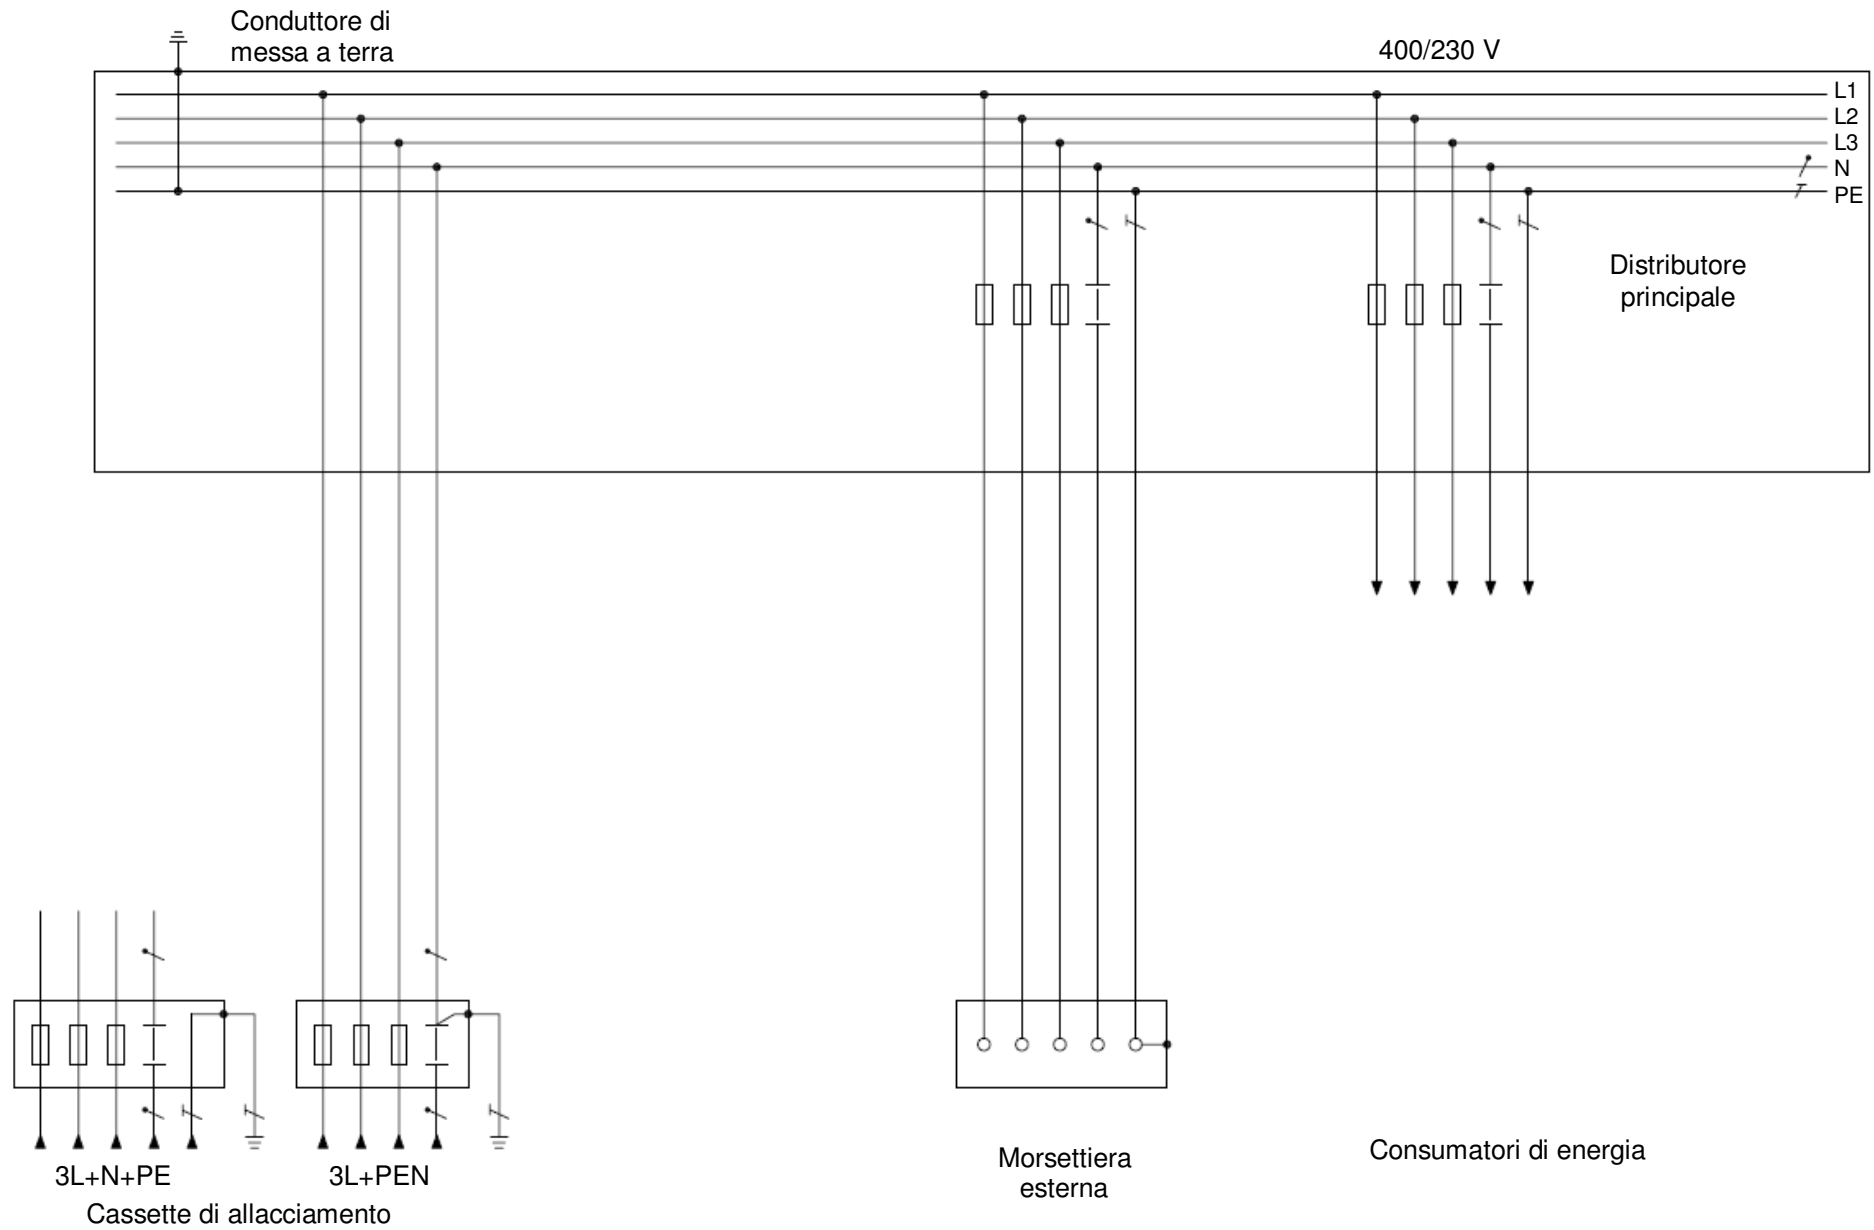 Conduttore di
messa a terra
400/230 V
L1
L2
L3
N
PE
Distributore
principale
3L+N+PE
3L+PEN
Cassette di allacciamento
Morsettiera
esterna
Consumatori di energia